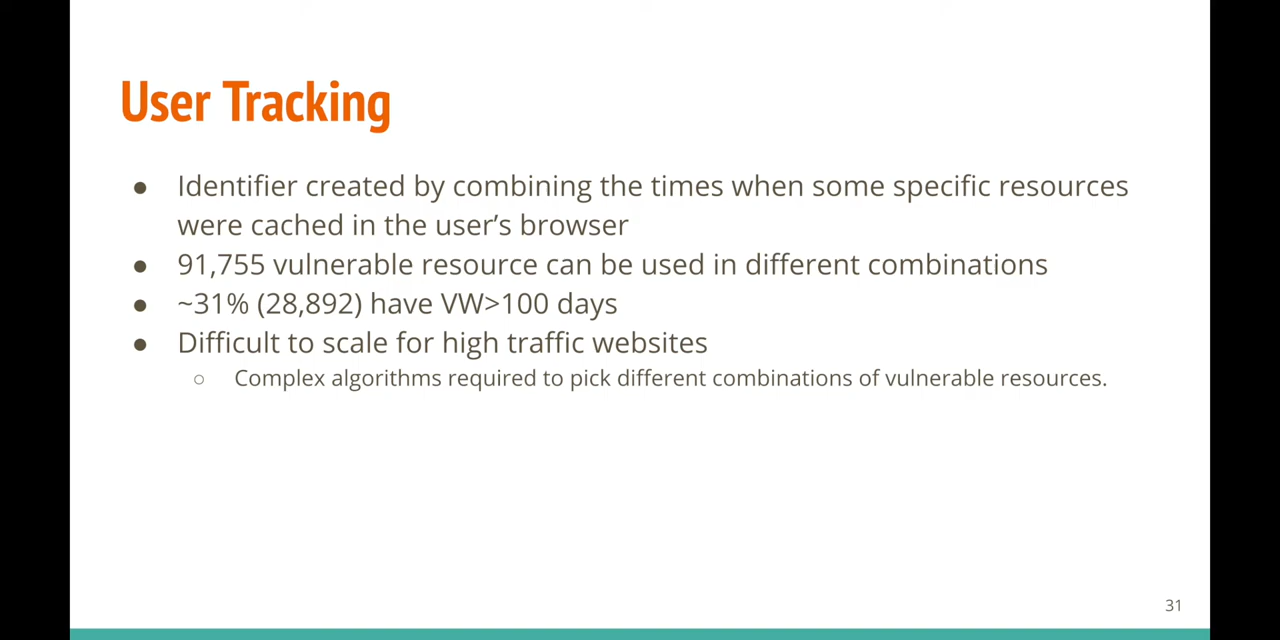 User Tracking
● Identifier created by combining the times when some specific resources
were cached in the user’s browser
● 91,755 vulnerable resource can be used in different combinations
● ~31% (28,892) have VW>100 days
● Difficult to scale for high traffic websites
○ Complex algorithms required to pick different combinations of vulnerable resources.
31